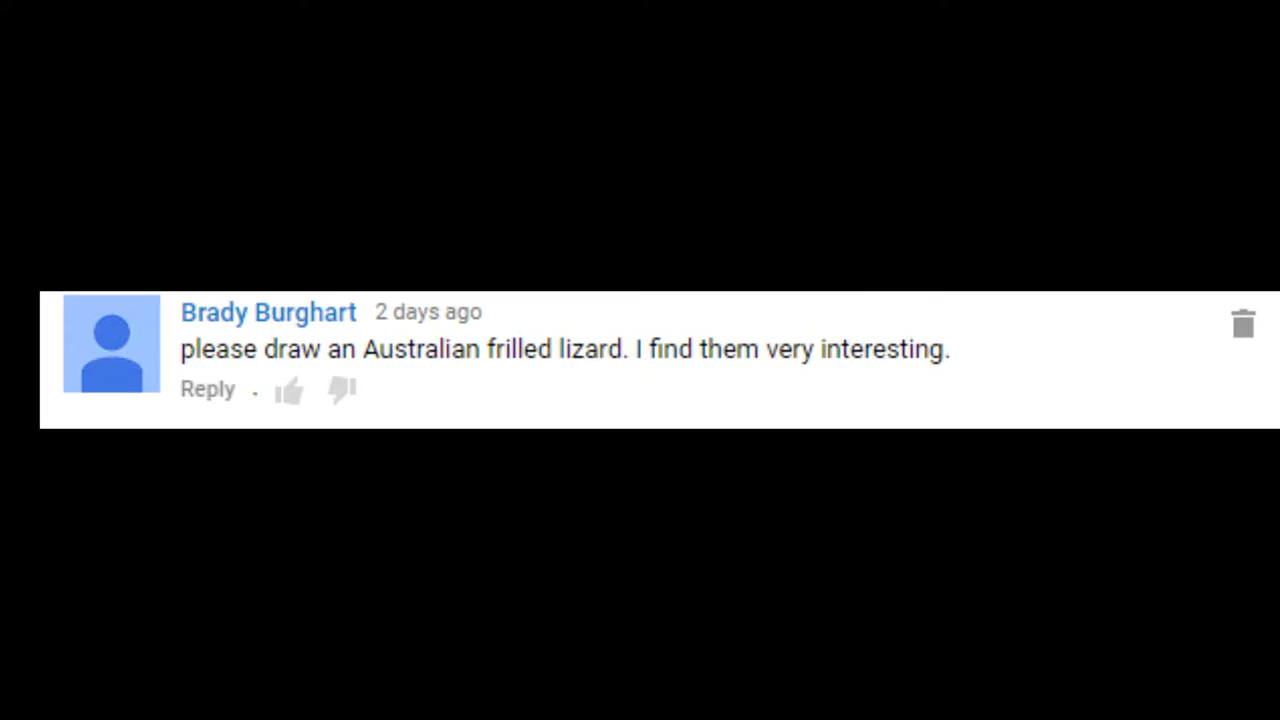 Brady Burghart 2 days ago
please draw an Australian frilled lizard. I find them very interesting.
Reply .